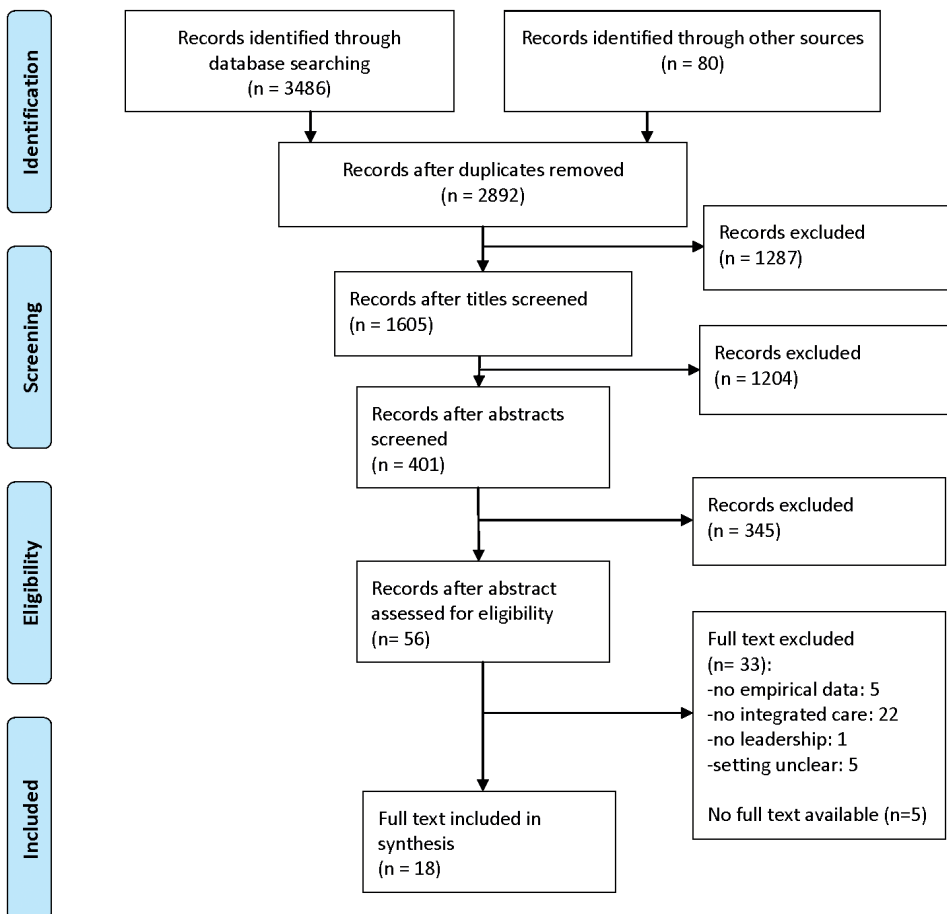 Identification
Records identified through
database searching
(n = 3486)
Records identified through other sources
(n = 80)
Records after duplicates removed
(n = 2892)
Records excluded
(n = 1287)
Screening
Records after titles screened
(n = 1605)
Records excluded
(n = 1204)
Records after abstracts
screened
(n = 401)
Eligibility
Records excluded
(n = 345)
Records after abstract
assessed for eligibility
(n= 56)
Full text excluded
(n= 33):
-no empirical data: 5
-no integrated care: 22
-no leadership: 1
-setting unclear: 5
No full text available (n=5)
Included
Full text included in
synthesis
(n = 18)